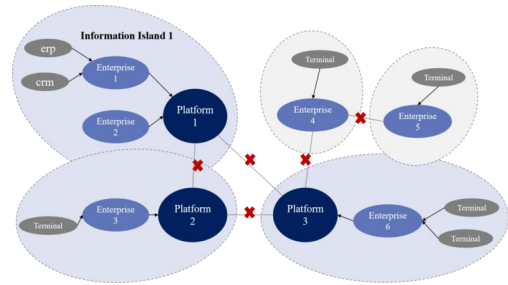 Information Island 1
erp
crm
Enterprise
1
Enterprise
2
Platform
1
Terminal
Enterprise
4
Terminal
Enterprise
5
Terminal
Enterprise
3
Platform
2
Platform
3
Enterprise
6
Terminal
Terminal